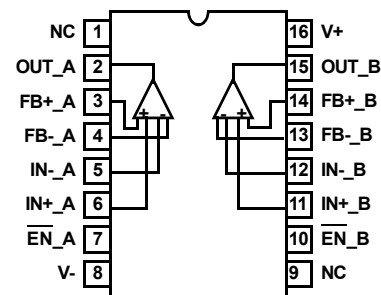 NC 1 16 V+
OUT_A 2 15 OUT_B
FB+_A 3 14 FB+_B
FB-_A 4 13 FB-_B
IN-_A 5 12 IN-_B
IN+_A 6 11 IN+_B
EN_A 7 10 EN_B
V- 8 9 NC
+ - - +